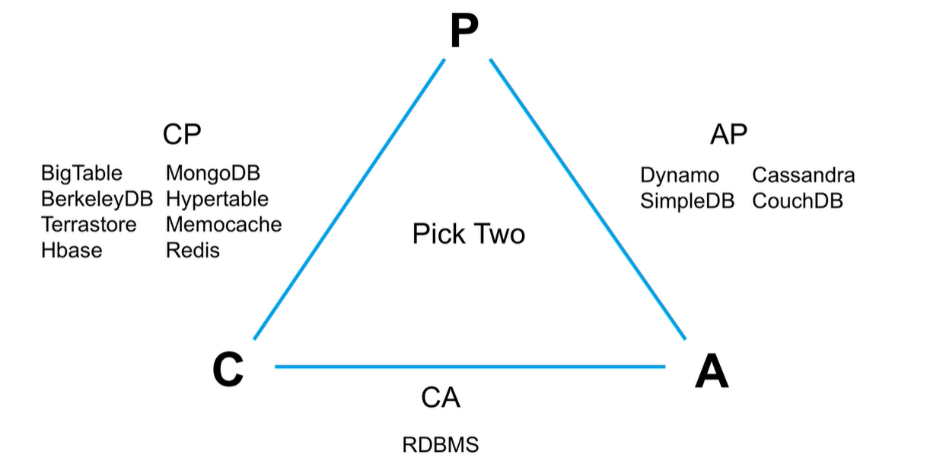 P
CP
BigTable MongoDB
BerkeleyDB Hypertable
Terrastore Memocache
Hbase Redis
AP
Dynamo Cassandra
SimpleDB CouchDB
Pick Two
C
A
CA
RDBMS